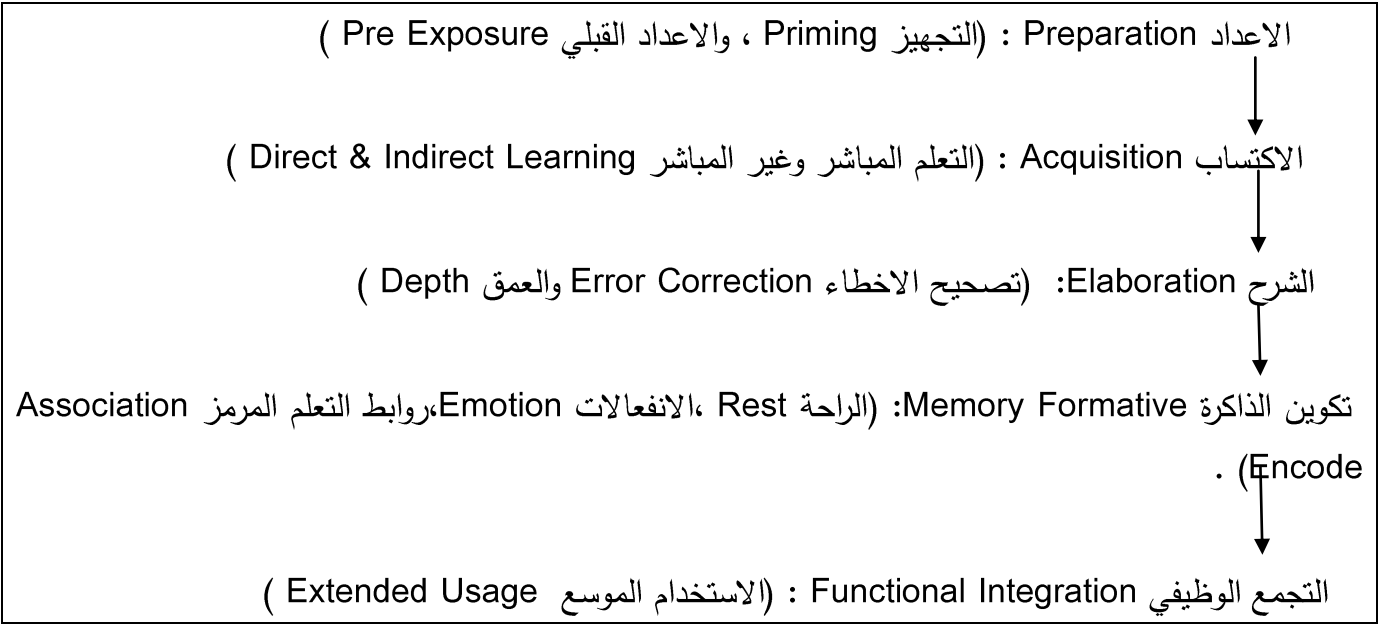 الاعداد Preparation : (التجهيز Priming ، والاعداد القبلي Pre Exposure )
الاكتساب Acquisition : (التعلم المباشر وغير المباشر Direct & Indirect Learning )
الشرح Elaboration: (تصحيح الاخطاء Error Correction والعمق Depth )
تكوين الذاكرة Memory Formative: (الراحة Rest ،الانفعالات Emotion،روابط التعلم المرمز Association
Encode) .
التجمع الوظيفي Functional Integration : (الاستخدام الموسع Extended Usage )